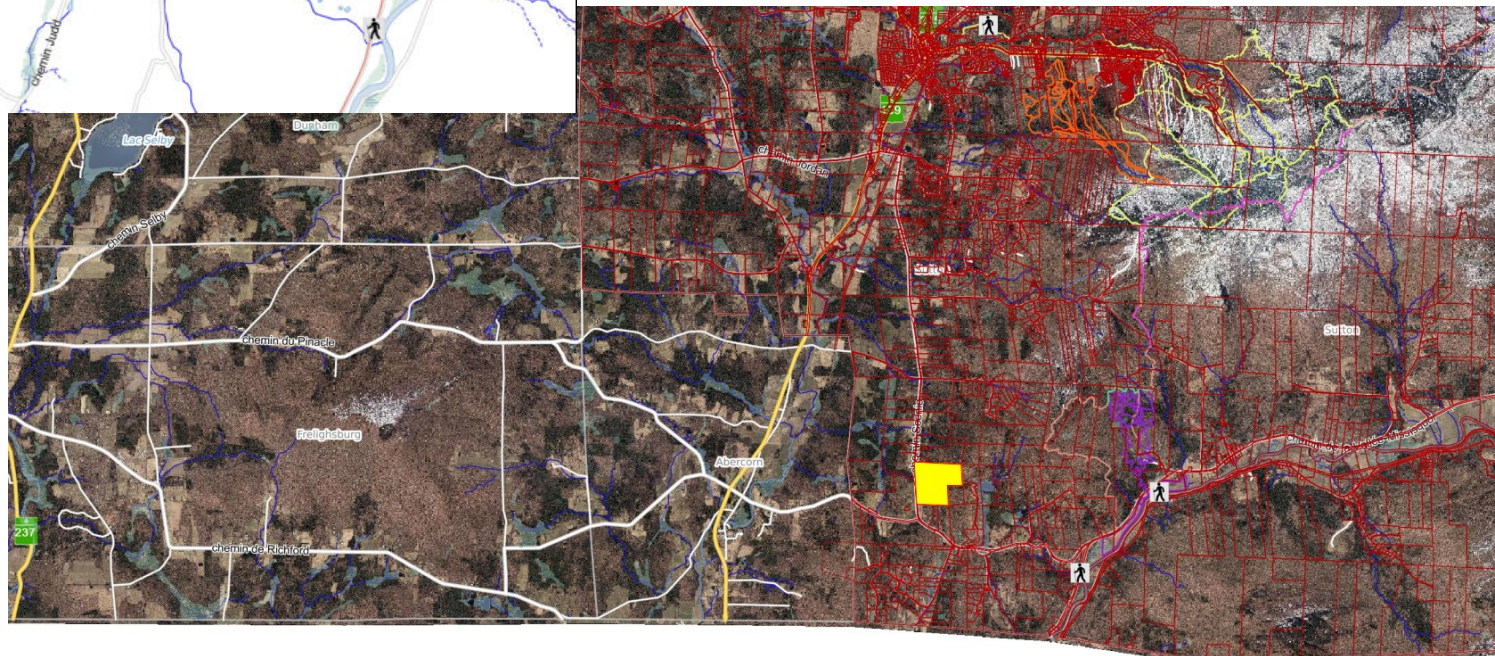 chemin Judd
Lac Selby
Dunham
chemin Jordan
chemin Selby
Sutton
chemin du Pinacle
Sutton
Frelighsburg
Abercorn
237
chemin de Richford